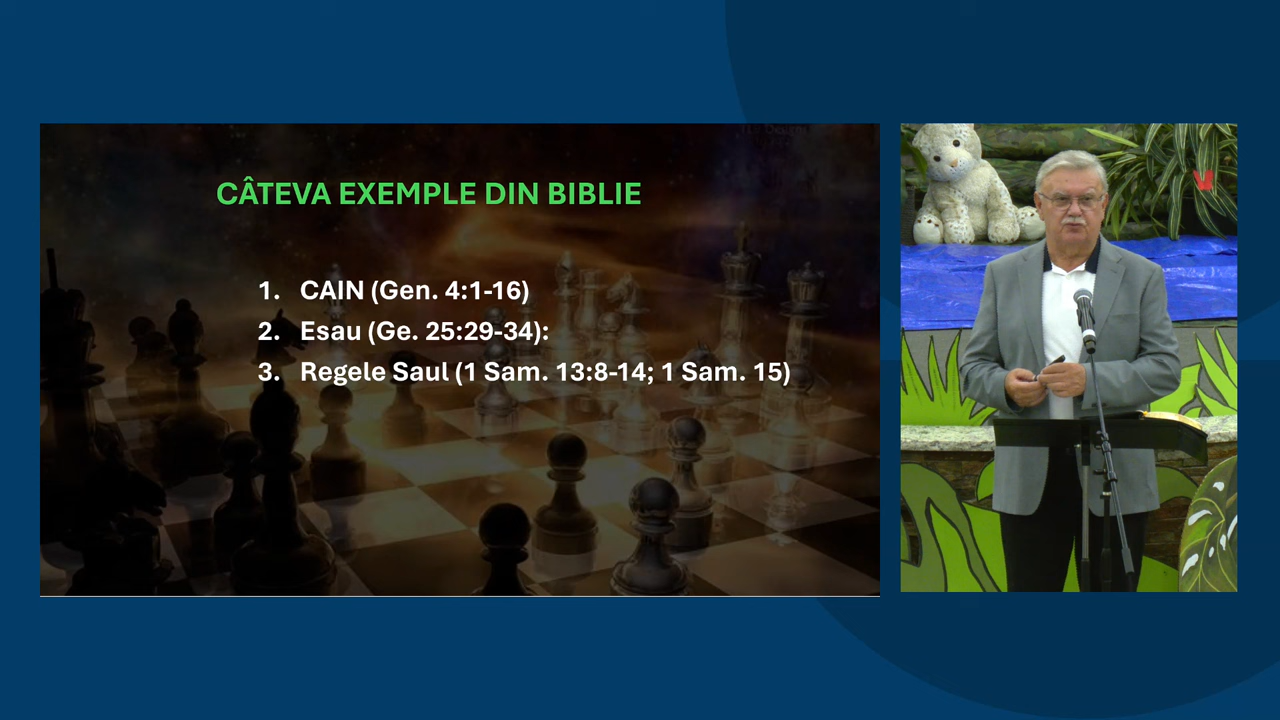 CÂTEVA EXEMPLE DIN BIBLIE
1. CAIN (Gen. 4:1-16)
2. Esau (Ge. 25:29-34):
3. Regele Saul (1 Sam. 13:8-14; 1 Sam. 15)